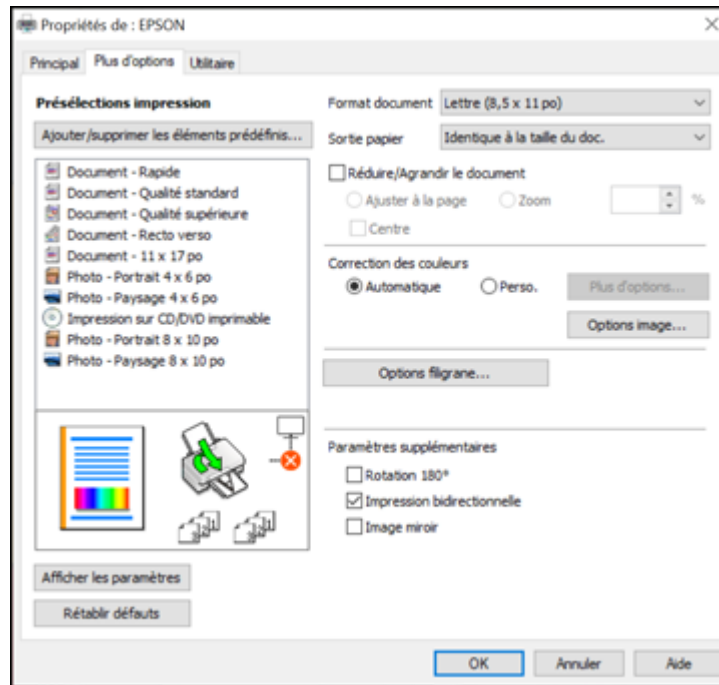 Propriétés de : EPSON
Principal
Plus d'options
Utilitaire
Présélections impression
Ajouter/supprimer les éléments prédéfinis...
Document - Rapide
Document - Qualité standard
Document - Qualité supérieure
Document - Recto verso
Document - 11 x 17 po
Photo - Portrait 4 x 6 po
Photo - Paysage 4 x 6 po
Impression sur CD/DVD imprimable
Photo - Portrait 8 x 10 po
Photo - Paysage 8 x 10 po
Afficher les paramètres
Rétablir défauts
Format document
Lettre (8,5 x 11 po)
Sortie papier
Identique à la taille du doc.
Réduire/Agrandir le document
Ajuster à la page
Zoom
%
Centre
Correction des couleurs
Automatique
Perso.
Plus d'options...
Options image...
Options filigrane...
Paramètres supplémentaires
Rotation 180°
Impression bidirectionnelle
Image miroir
OK
Annuler
Aide